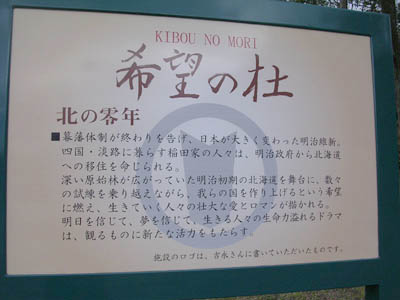 KIBOU NO MORI
希望の杜
北の零年
■幕藩体制が終わりを告げ、日本が大きく変わった明治維新。
四国・淡路に暮らす稲田家の人々は、明治政府から北海道
への移住を命じられる。
深い原始林が広がっていた明治初期の北海道を舞台に、数々
の試練を乗り越えながら、我らの国を作り上げるという希望
に燃え、生きていく人々の壮大な愛とロマンが描かれる。
明日を信じて、夢を信じて、生きる人々の生命力溢れるドラマ
は、観るものに新たな活力をもたらす。
施設のロゴは、吉永さんに書いていただいたものです。